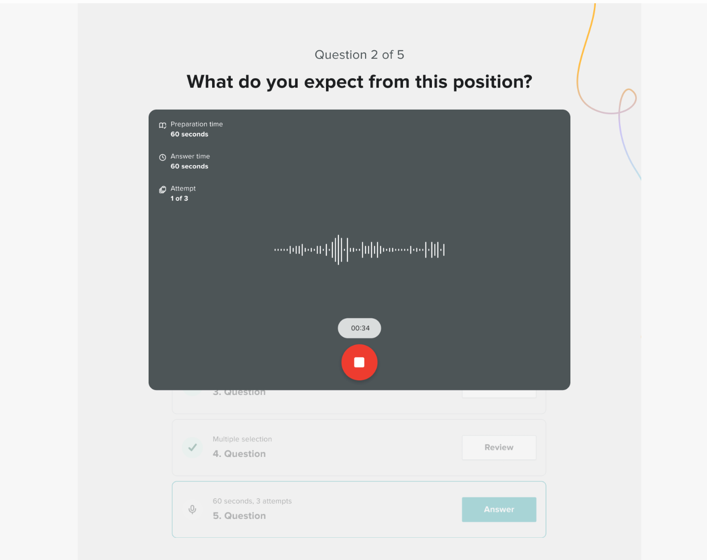 Question 2 of 5
What do you expect from this position?
Preparation time
60 seconds
Answer time
60 seconds
Attempt
1 of 3
00:34
3. Question
Multiple selection
4. Question
Review
60 seconds, 3 attempts
5. Question
Answer